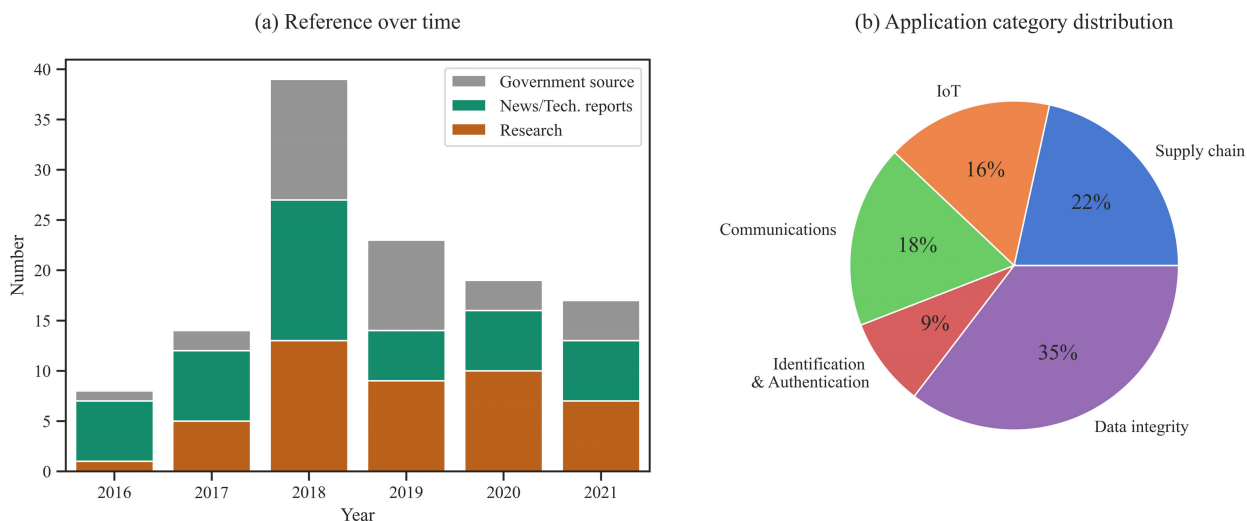 (a) Reference over time
Number
40
35
30
25
20
15
10
5
0
Government source
News/Tech. reports
Research
2016 2017 2018 2019 2020 2021
Year
(b) Application category distribution
IoT
Supply chain
16%
22%
Communications
18%
9%
35%
Identification
& Authentication
Data integrity